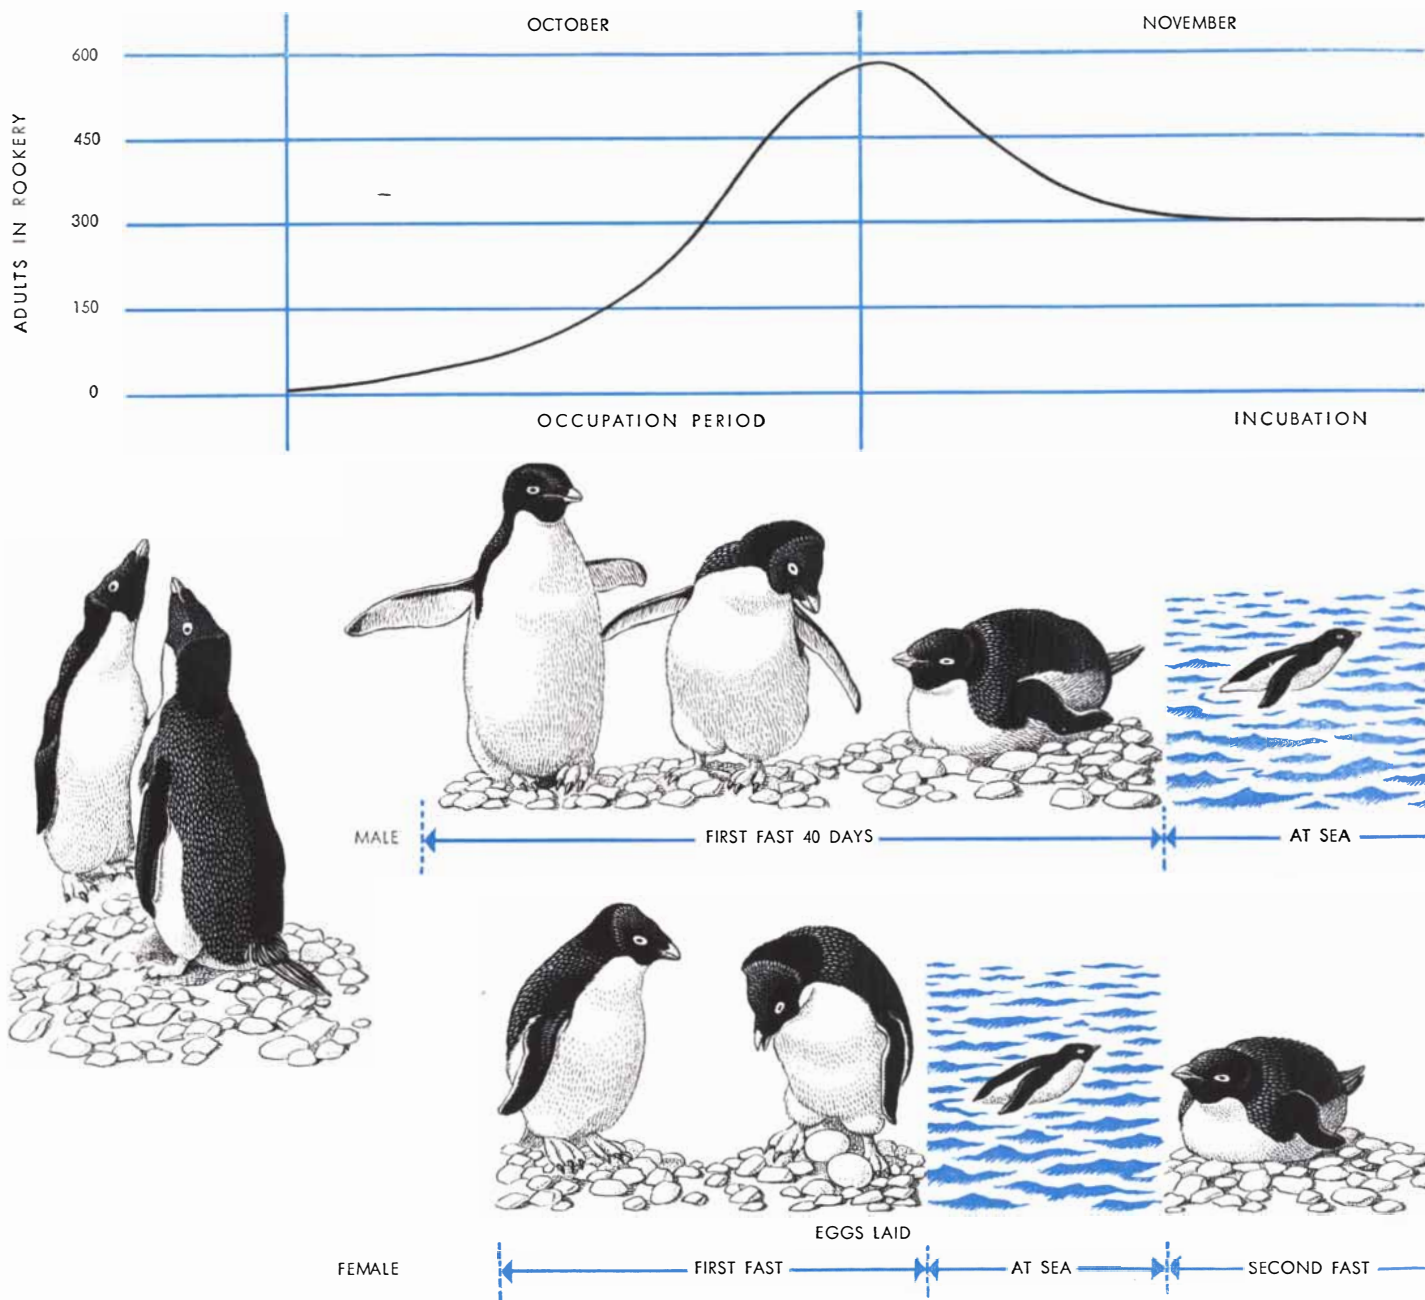 OCTOBER NOVEMBER
600
450
300
150
0
ADULTS IN ROOKERY
OCCUPATION PERIOD INCUBATION
MALE FIRST FAST 40 DAYS AT SEA
EGGS LAID
FEMALE FIRST FAST AT SEA SECOND FAST